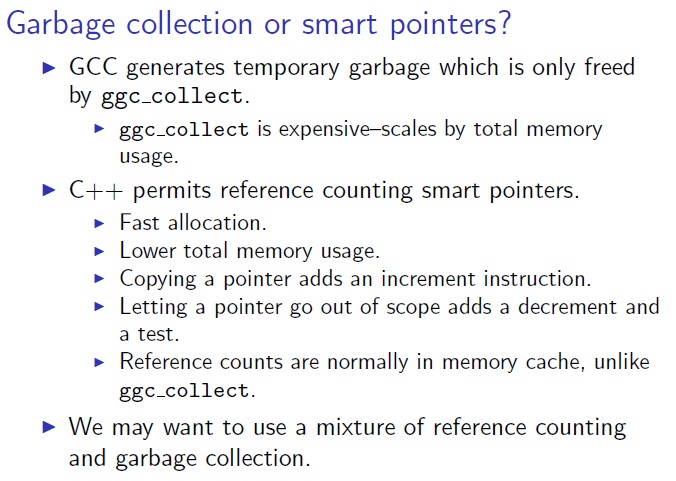 Garbage collection or smart pointers?
GCC generates temporary garbage which is only freed
by ggc_collect.
ggc_collect is expensive–scales by total memory
usage.
C++ permits reference counting smart pointers.
Fast allocation.
Lower total memory usage.
Copying a pointer adds an increment instruction.
Letting a pointer go out of scope adds a decrement and
a test.
Reference counts are normally in memory cache, unlike
ggc_collect.
We may want to use a mixture of reference counting
and garbage collection.